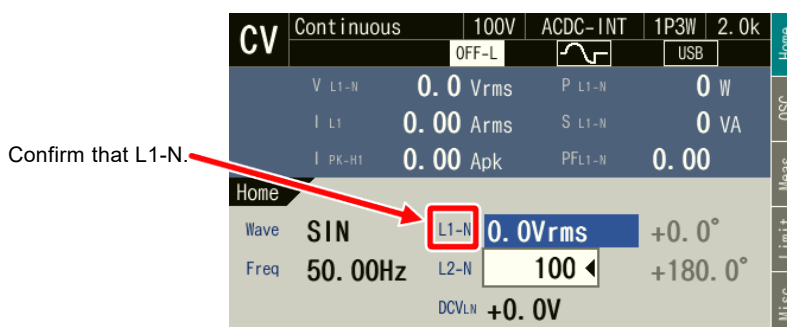 CV Continuous 100V ACDC-INT 1P3W 2.0k
OFF-L USB
V L1-N 0.0 Vrms P L1-N 0 W
I L1 0.00 Arms S L1-N 0 VA
I PK-H1 0.00 Apk PFL1-N 0.00
Confirm that L1-N.
Home
Wave SIN L1-N 0.0Vrms +0.0°
Freq 50.00Hz L2-N 100 +180.0°
DCVLN +0.0V
Home
OSC
Meas
Limit
Misc